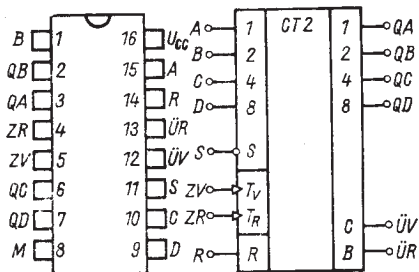 B 1 16 UCC
QB 2 15 A
QA 3 14 R
ZR 4 13 ÜR
ZV 5 12 ÜV
QC 6 11 S
QD 7 10 C
M 8 9 D
CT2
A 1 1 QA
B 2 2 QB
C 4 4 QC
D 8 8 QD
S S
ZV TV
ZR TR
C ÜV
R R B ÜR